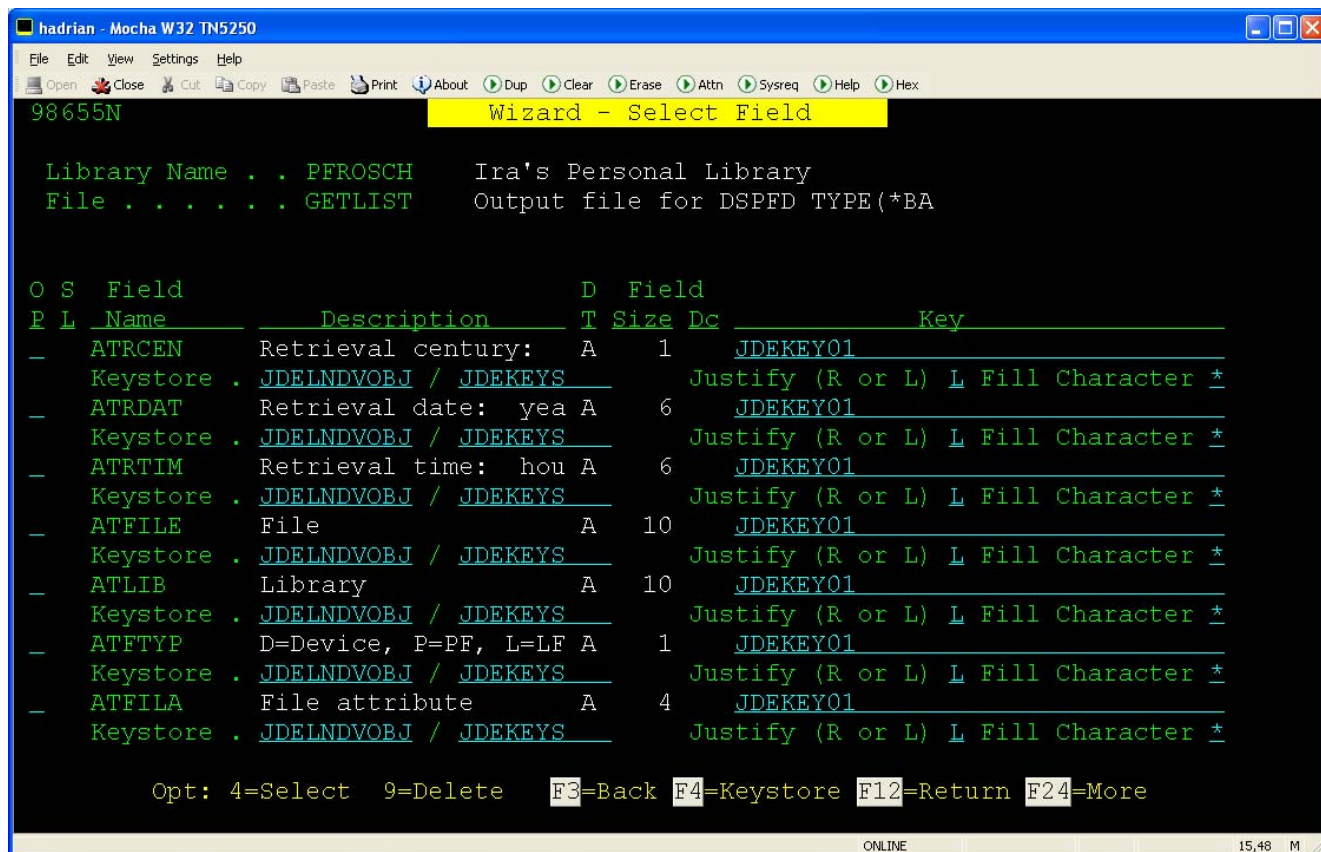 hadrian - Mocha W32 TN5250
File Edit View Settings Help
Open Close Cut Copy Paste Print About Dup Clear Erase Attn Sysreq Help Hex
98655N Wizard - Select Field
Library Name . . PFROSCH Ira's Personal Library
File . . . . . . GETLIST Output file for DSPFD TYPE(*BA
O S Field D Field
P L Name Description T Size Dc Key
_ ATRCEN Retrieval century: A 1 JDEKEY01
Keystore . JDELNDVOBJ / JDEKEYS Justify (R or L) L Fill Character *
_ ATRDAT Retrieval date: yea A 6 JDEKEY01
Keystore . JDELNDVOBJ / JDEKEYS Justify (R or L) L Fill Character *
_ ATRTIM Retrieval time: hou A 6 JDEKEY01
Keystore . JDELNDVOBJ / JDEKEYS Justify (R or L) L Fill Character *
_ ATFILE File A 10 JDEKEY01
Keystore . JDELNDVOBJ / JDEKEYS Justify (R or L) L Fill Character *
_ ATLIB Library A 10 JDEKEY01
Keystore . JDELNDVOBJ / JDEKEYS Justify (R or L) L Fill Character *
_ ATFTYP D=Device, P=PF, L=LF A 1 JDEKEY01
Keystore . JDELNDVOBJ / JDEKEYS Justify (R or L) L Fill Character *
_ ATFILA File attribute A 4 JDEKEY01
Keystore . JDELNDVOBJ / JDEKEYS Justify (R or L) L Fill Character *
Opt: 4=Select 9=Delete F3=Back F4=Keystore F12=Return F24=More
ONLINE 15,48 M